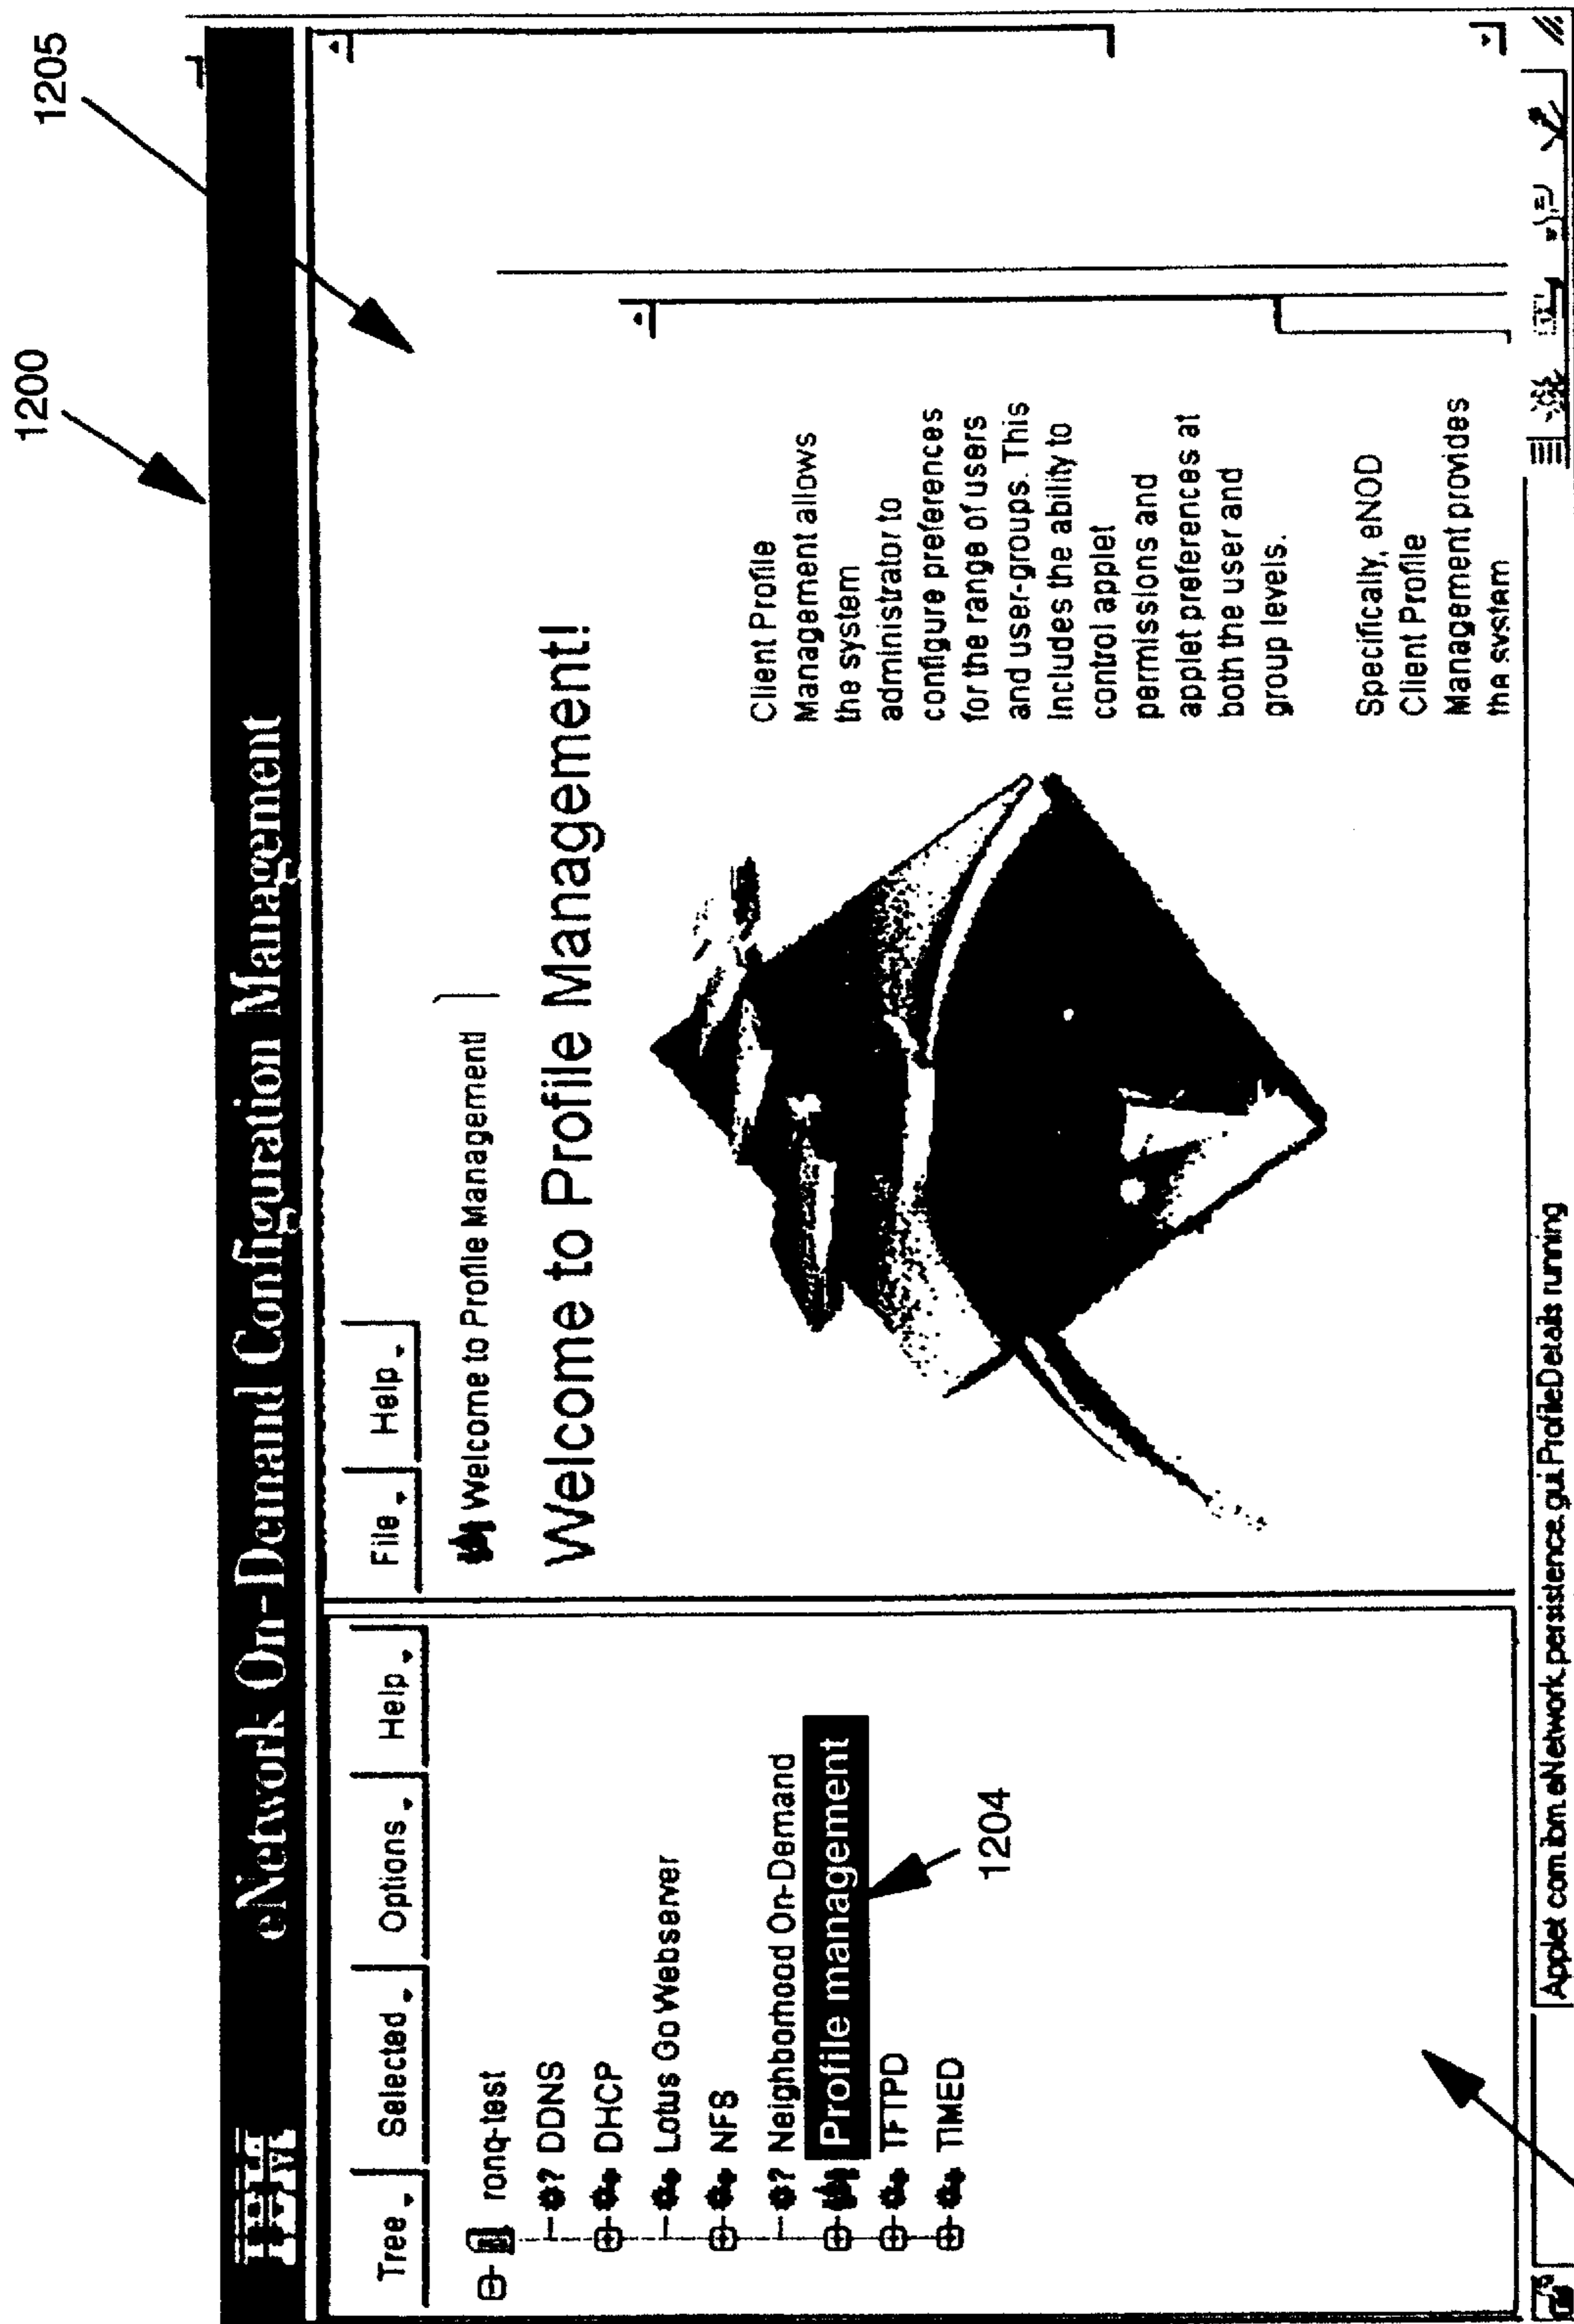 1200
1205
IBM eNetwork On-Demand Configuration Management
Tree Selected Options Help
ronq-test
? DDNS
DHCP
Lotus Go Webserver
NFS
? Neighborhood On-Demand
Profile management
TFTPD
TIMED
1204
File Help
Welcome to Profile Management!
Welcome to Profile Management!
Client Profile
Management allows
the system
administrator to
configure preferences
for the range of users
and user-groups. This
includes the ability to
control applet
permissions and
applet preferences at
both the user and
group levels.
Specifically, eNOD
Client Profile
Management provides
the system
Applet com.ibm.eNetwork.persistence.gui.ProfileDetails running